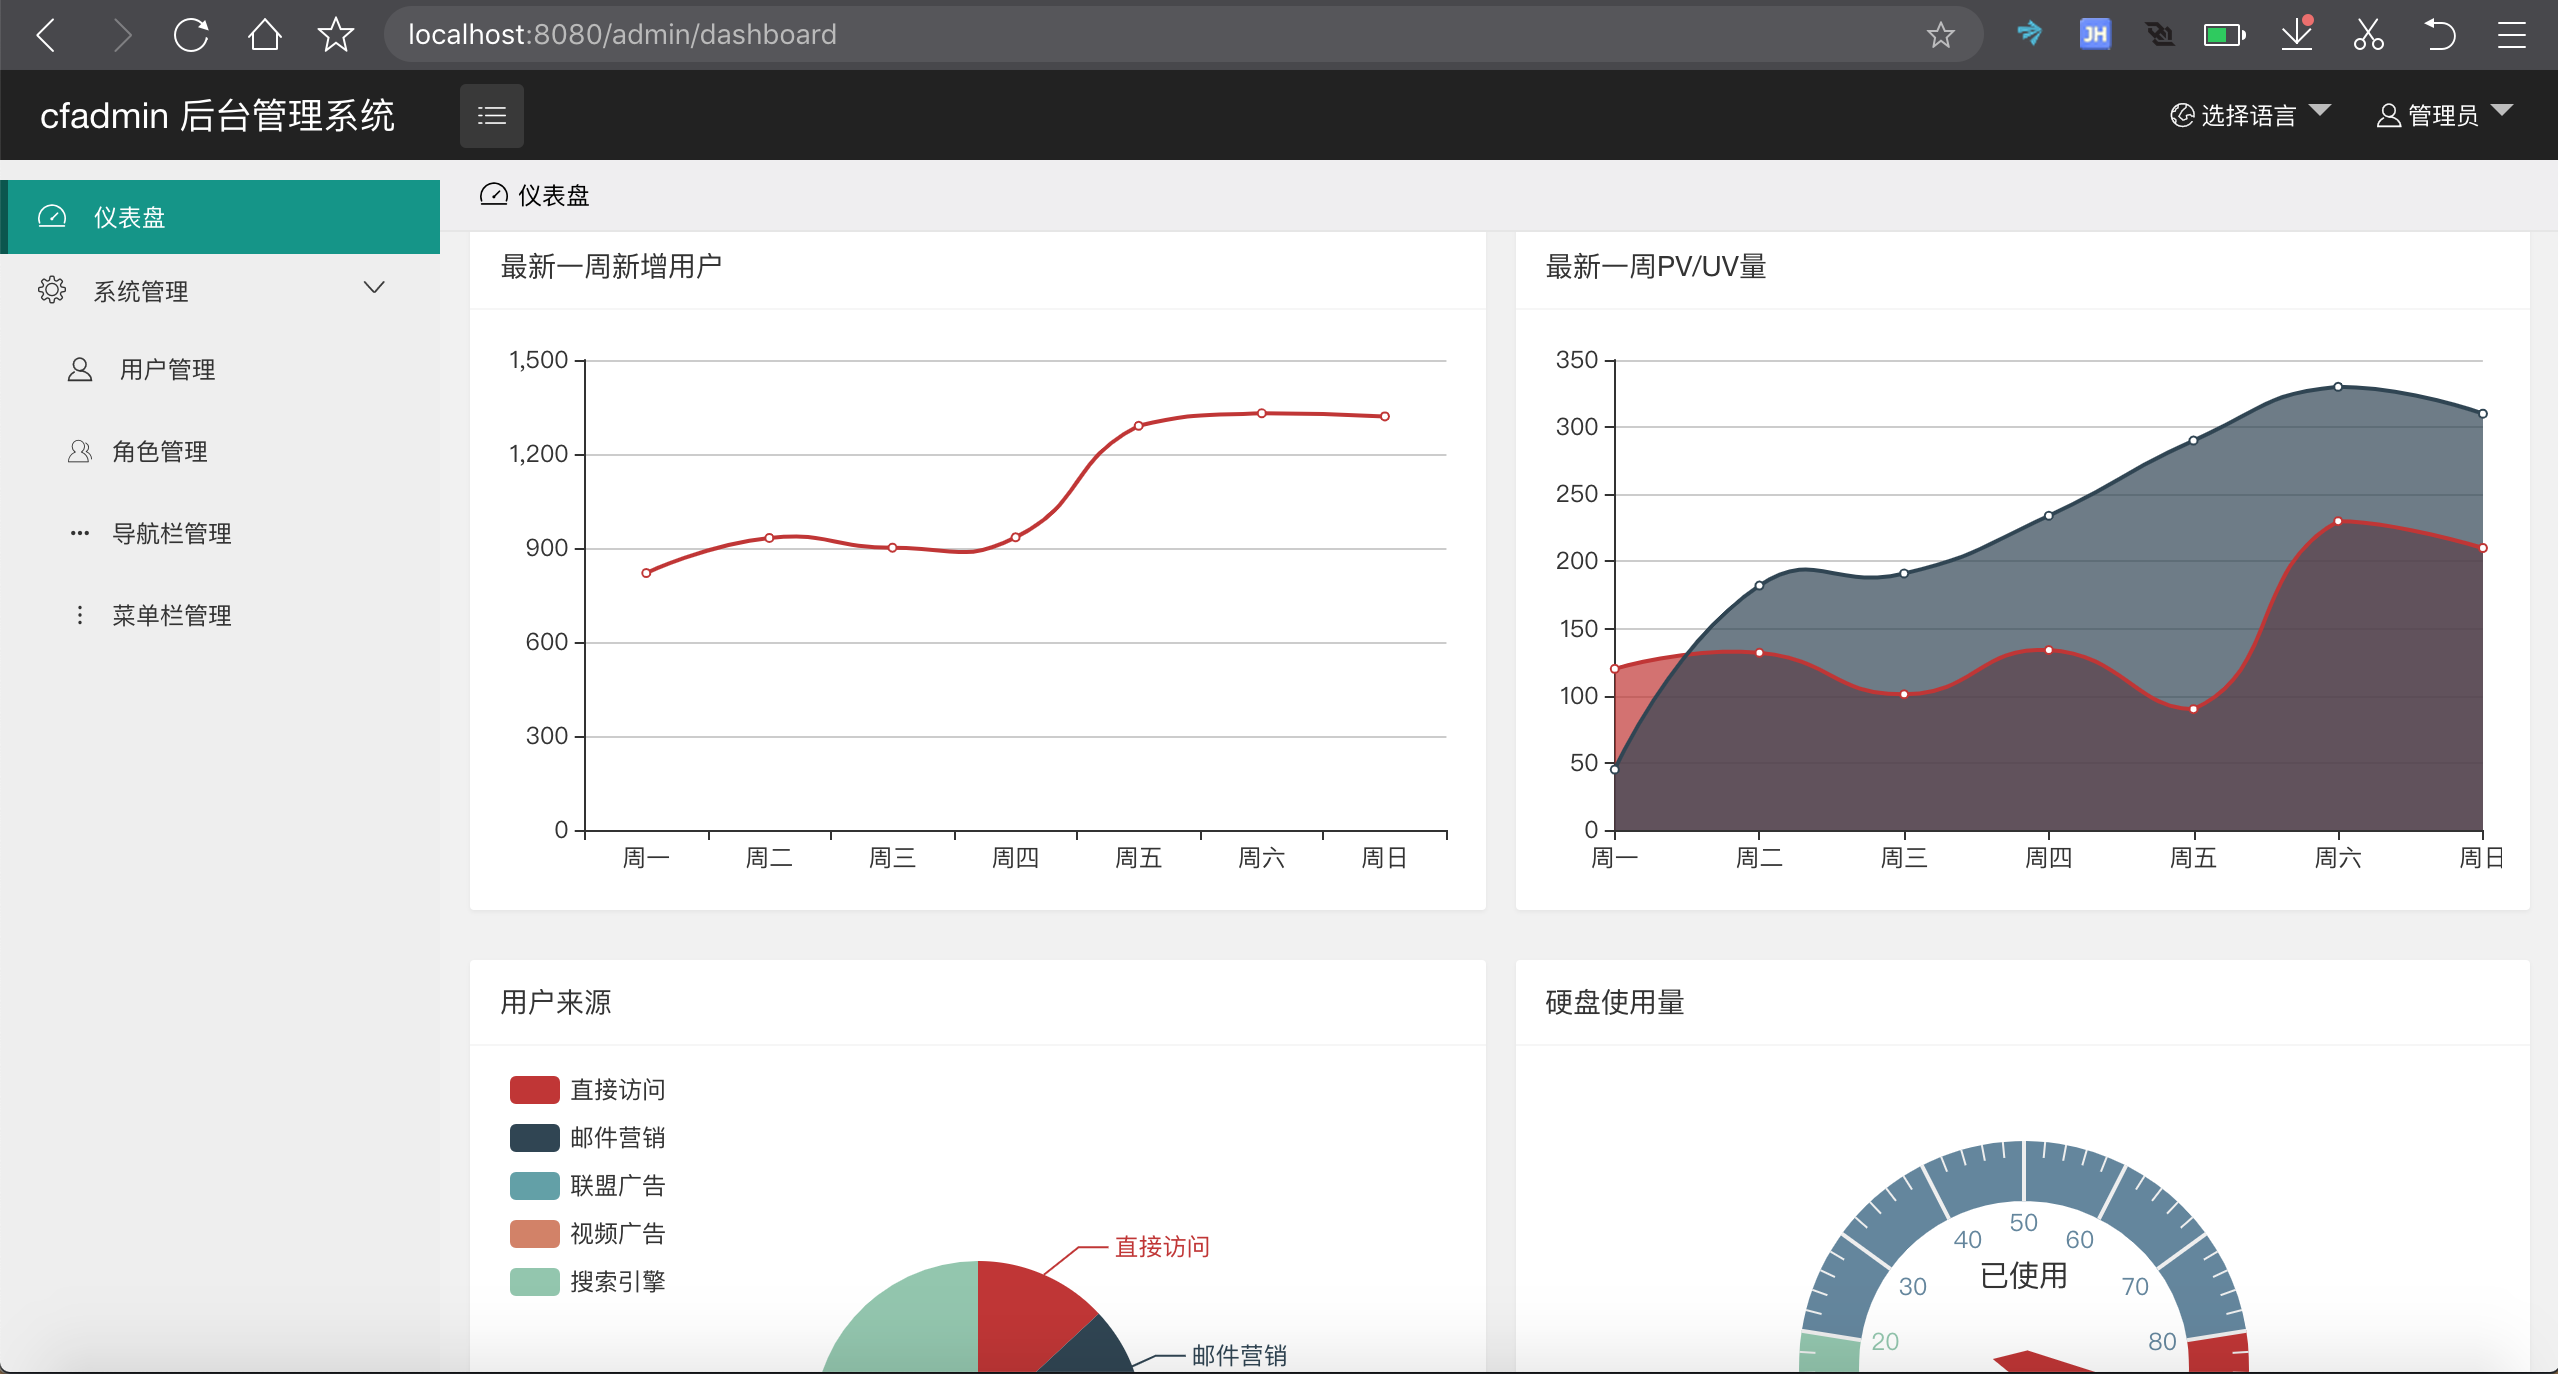 localhost:8080/admin/dashboard
JH
cfadmin 后台管理系统
选择语言
管理员
仪表盘
系统管理
用户管理
角色管理
导航栏管理
菜单栏管理
仪表盘
最新一周新增用户
1,500
1,200
900
600
300
0
周一 周二 周三 周四 周五 周六 周日
最新一周PV/UV量
350
300
250
200
150
100
50
0
周一 周二 周三 周四 周五 周六 周日
用户来源
直接访问
邮件营销
联盟广告
视频广告
搜索引擎
直接访问
邮件营销
硬盘使用量
50
40 60
已使用
30 70
20 80